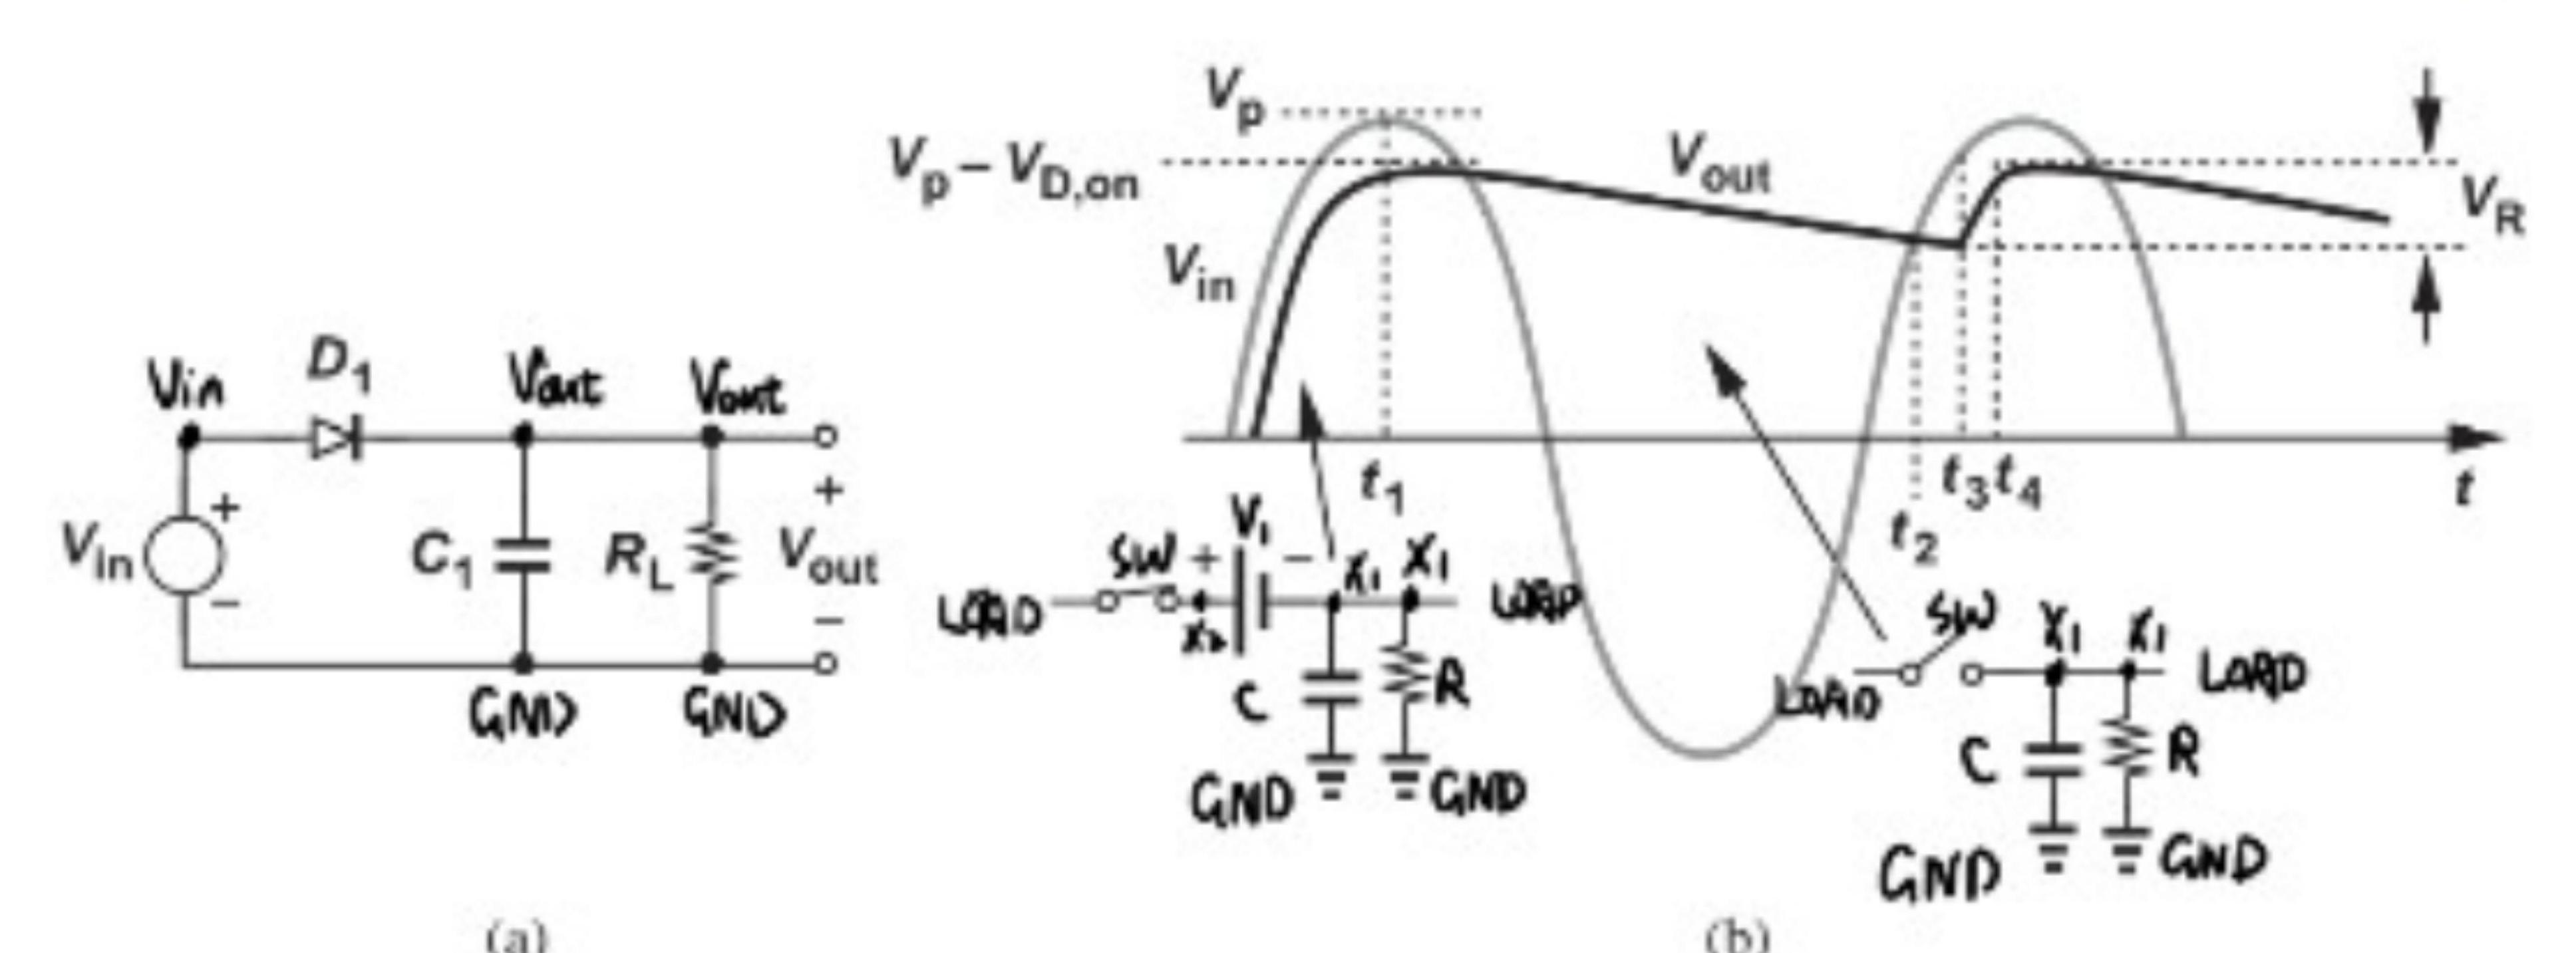 Vin
D1
Vout
Vout
Vin
+
−
C1
RL
+
Vout
−
GND
GND
(a)
Vp
Vp − VD,on
Vin
Vout
VR
t1
t2
t3
t4
t
LOAD
SW
+
V1
−
X2
X1
X1
LOAD
C
R
GND
GND
LOAD
SW
X1
X1
LOAD
C
R
GND
GND
(b)